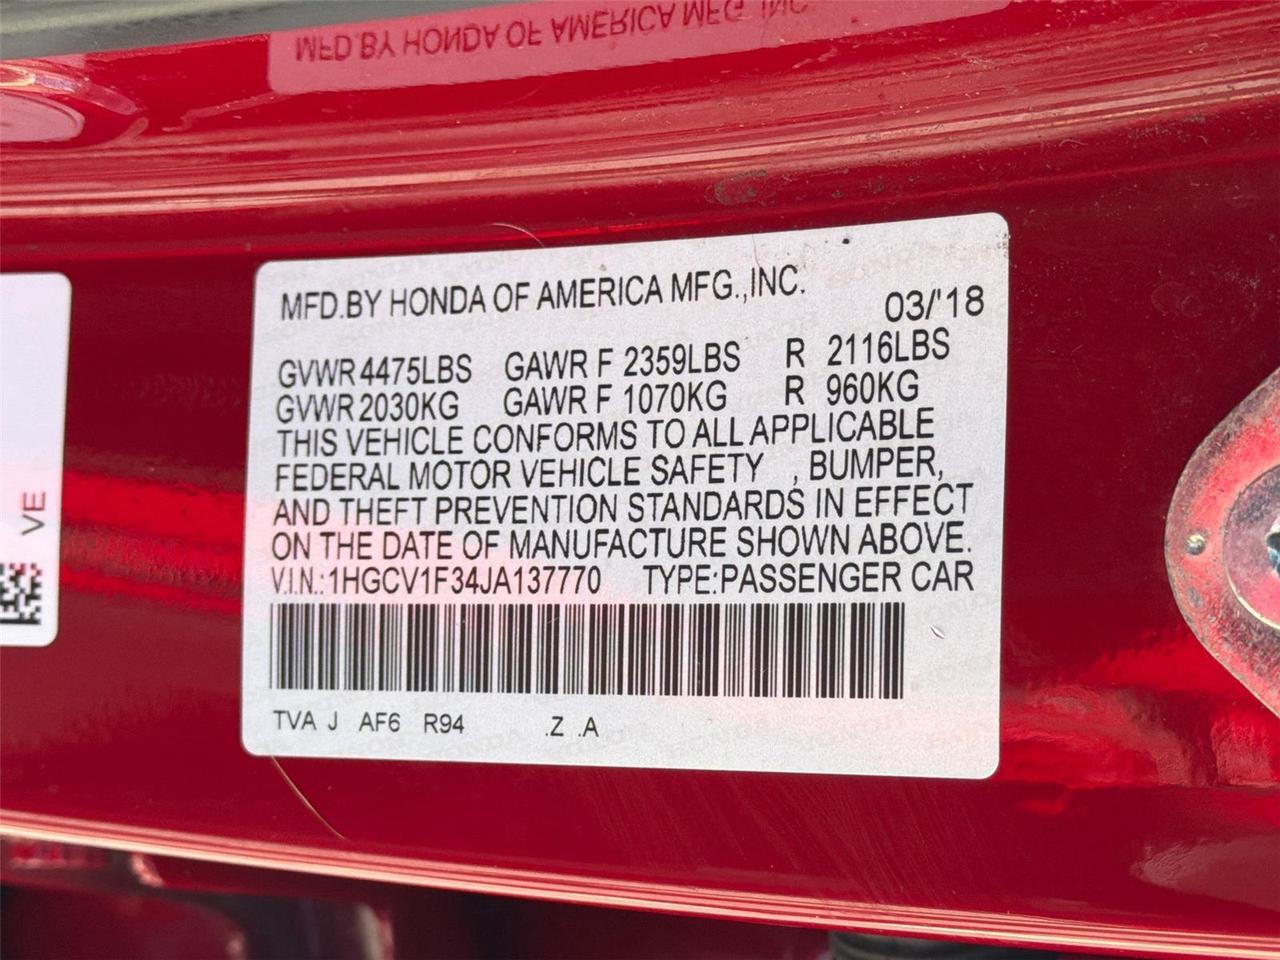 MFD.BY HONDA OF AMERICA MFG., INC.
MFD.BY HONDA OF AMERICA MFG.,INC.
03/'18
GVWR 4475LBS GAWR F 2359LBS R 2116LBS
GVWR 2030KG GAWR F 1070KG R 960KG
THIS VEHICLE CONFORMS TO ALL APPLICABLE
FEDERAL MOTOR VEHICLE SAFETY , BUMPER,
AND THEFT PREVENTION STANDARDS IN EFFECT
ON THE DATE OF MANUFACTURE SHOWN ABOVE.
V.I.N.:1HGCV1F34JA137770 TYPE:PASSENGER CAR
TVA J AF6 R94 .Z .A
VE